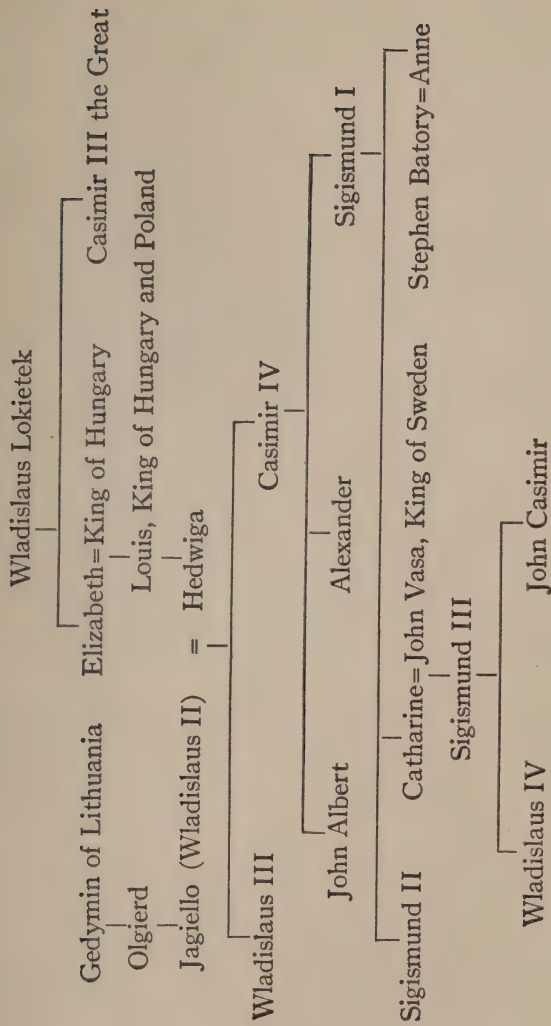 Wladislaus Lokietek
Gedymin of Lithuania Elizabeth=King of Hungary Casimir III the Great
Olgierd Louis, King of Hungary and Poland
Jagiello (Wladislaus II) = Hedwiga
Wladislaus III Casimir IV
John Albert Alexander Sigismund I
Sigismund II Catharine=John Vasa, King of Sweden Stephen Batory=Anne
Sigismund III
Wladislaus IV John Casimir